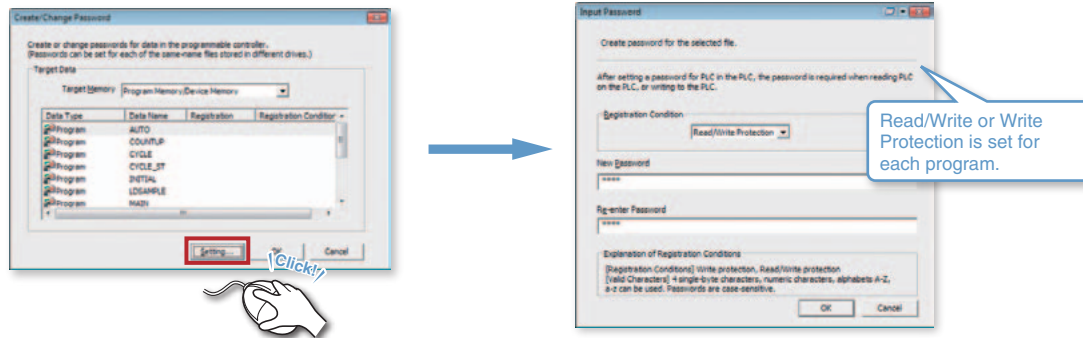 Create/Change Password
Create or change passwords for data in the programmable controller.
(Passwords can be set for each of the same-name files stored in different drives.)
Target Data
Target Memory Program Memory/Device Memory
Data Type Data Name Registration Registration Condition
Program AUTO
Program COUNTUP
Program CYCLE
Program CYCLE_ST
Program INITIAL
Program LDSAMPLE
Program MAIN
Setting... Cancel
Click!
Input Password
Create password for the selected file.
After setting a password for PLC in the PLC, the password is required when reading PLC
on the PLC, or writing to the PLC.
Registration Condition
Read/Write Protection
New Password
****
Re-enter Password
****
Explanation of Registration Conditions
[Registration Conditions] Write protection, Read/Write protection
[Valid Characters] 4 single-byte characters, numeric characters, alphabets A-Z,
a-z can be used. Passwords are case-sensitive.
OK Cancel
Read/Write or Write
Protection is set for
each program.